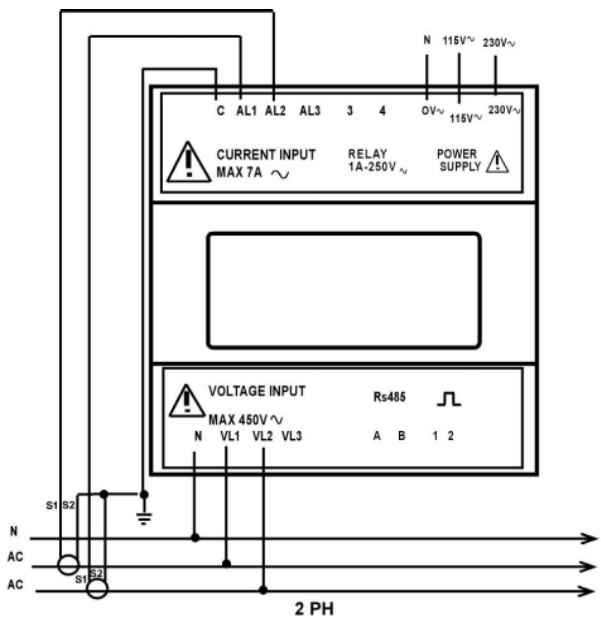 N 115V~ 230V~
C AL1 AL2 AL3 3 4 0V~ 115V~ 230V~
CURRENT INPUT
MAX 7A ~
RELAY
1A-250V ~
POWER
SUPPLY
VOLTAGE INPUT
MAX 450V ~
Rs485
N VL1 VL2 VL3 A B 1 2
S1 S2
N
AC
S1 S2
AC
2 PH